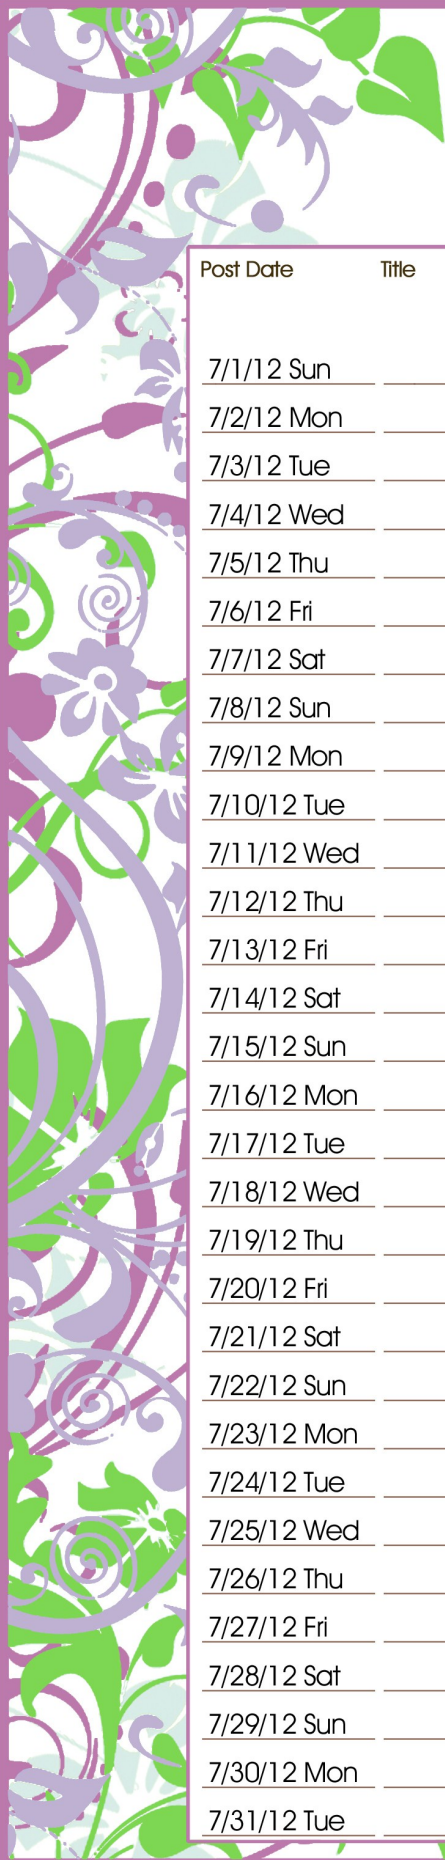 Post Date Title
7/1/12 Sun
7/2/12 Mon
7/3/12 Tue
7/4/12 Wed
7/5/12 Thu
7/6/12 Fri
7/7/12 Sat
7/8/12 Sun
7/9/12 Mon
7/10/12 Tue
7/11/12 Wed
7/12/12 Thu
7/13/12 Fri
7/14/12 Sat
7/15/12 Sun
7/16/12 Mon
7/17/12 Tue
7/18/12 Wed
7/19/12 Thu
7/20/12 Fri
7/21/12 Sat
7/22/12 Sun
7/23/12 Mon
7/24/12 Tue
7/25/12 Wed
7/26/12 Thu
7/27/12 Fri
7/28/12 Sat
7/29/12 Sun
7/30/12 Mon
7/31/12 Tue